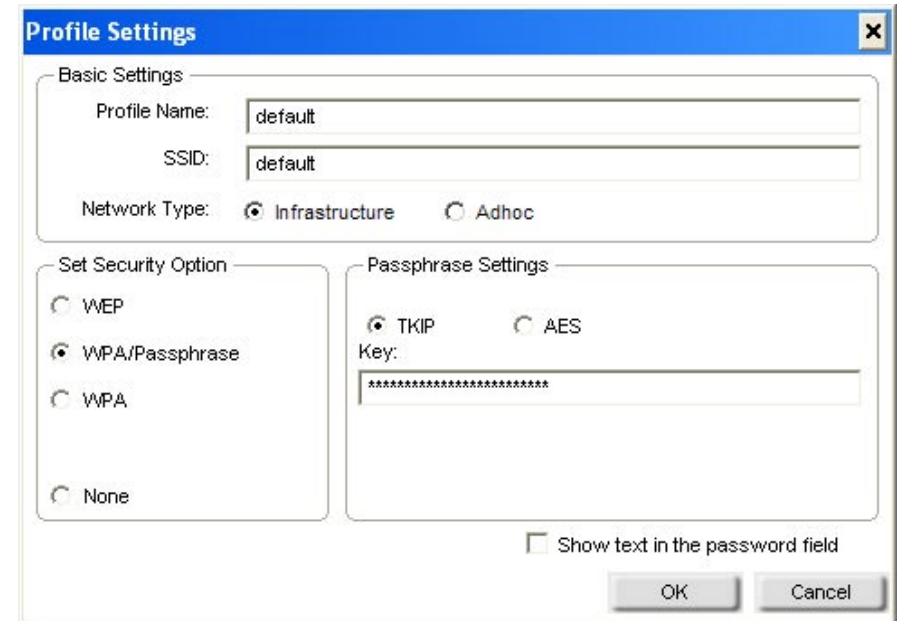 Profile Settings
Basic Settings
Profile Name: default
SSID: default
Network Type: Infrastructure Adhoc
Set Security Option
WEP
WPA/Passphrase
WPA
None
Passphrase Settings
TKIP AES
Key:
*************************
Show text in the password field
OK Cancel